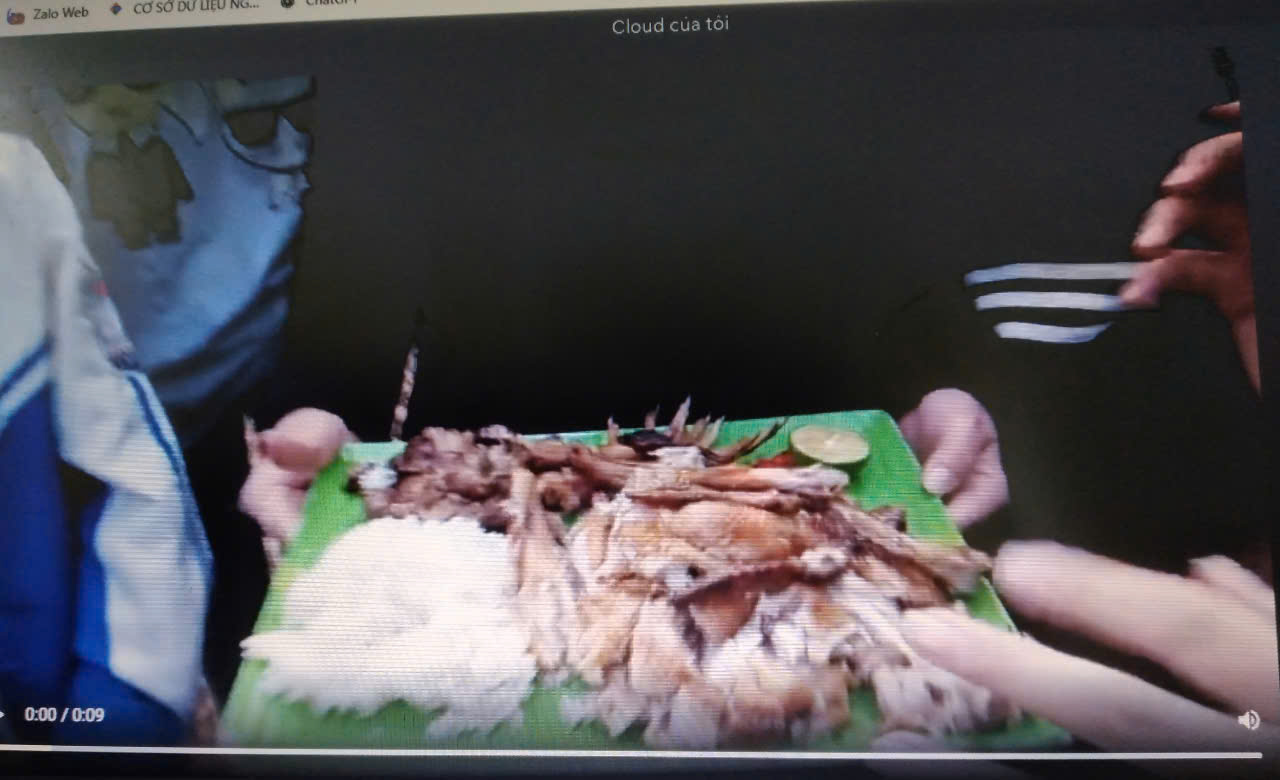 Zalo Web
CƠ SỞ DỮ LIỆU NG...
Cloud của tôi
0:00 / 0:09